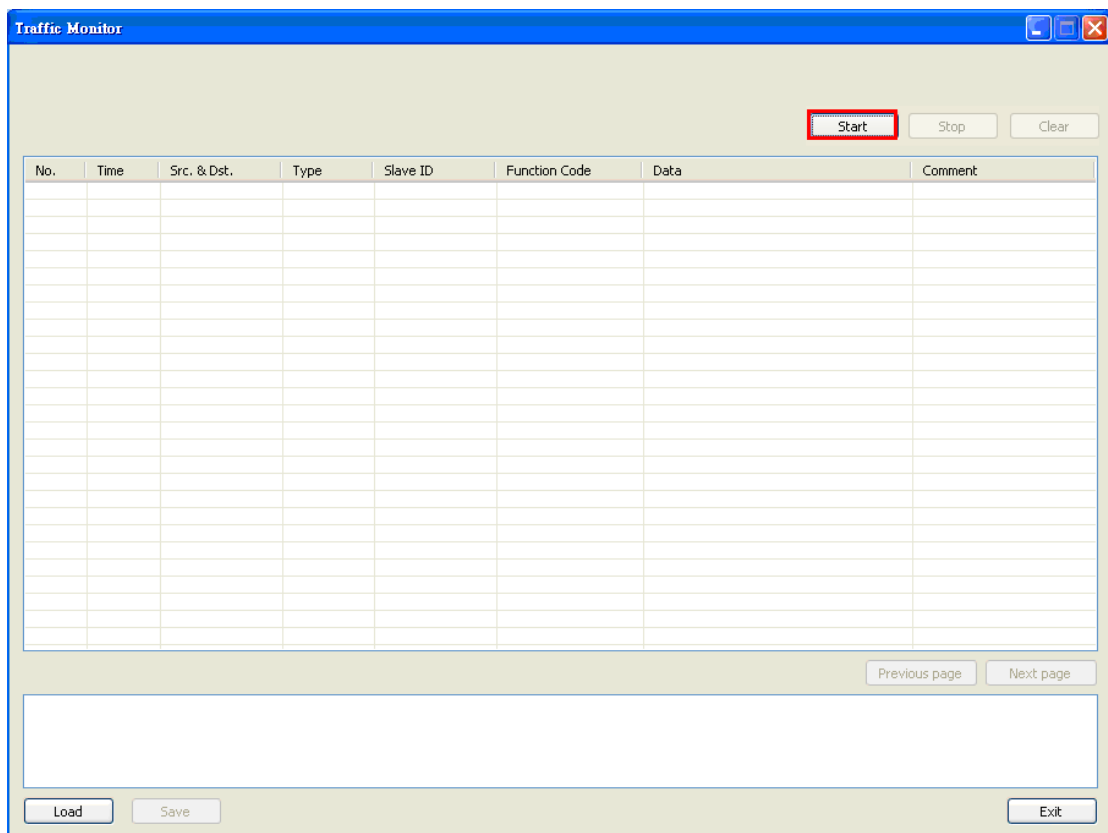 Traffic Monitor
Start Stop Clear
No. Time Src. & Dst. Type Slave ID Function Code Data Comment
Previous page Next page
Load Save Exit